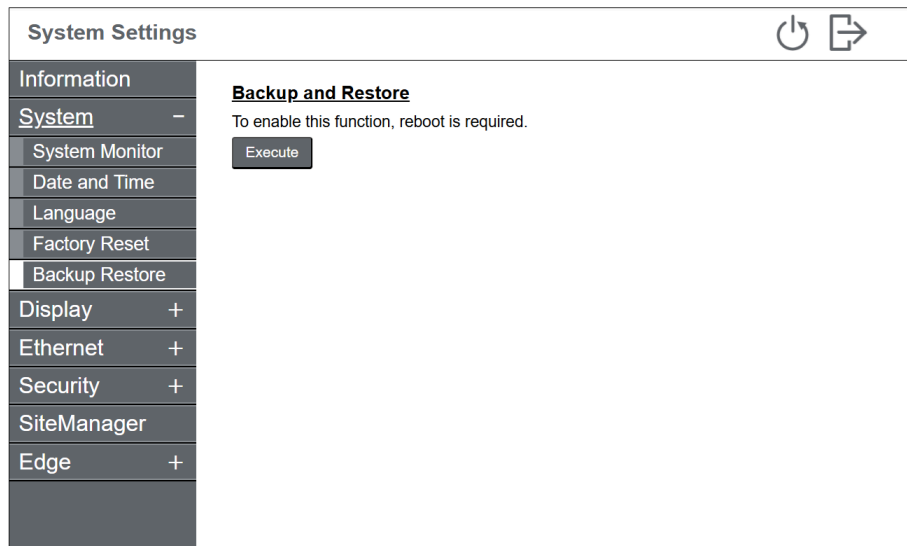 System Settings
Information
System −
System Monitor
Date and Time
Language
Factory Reset
Backup Restore
Display +
Ethernet +
Security +
SiteManager
Edge +
Backup and Restore
To enable this function, reboot is required.
Execute